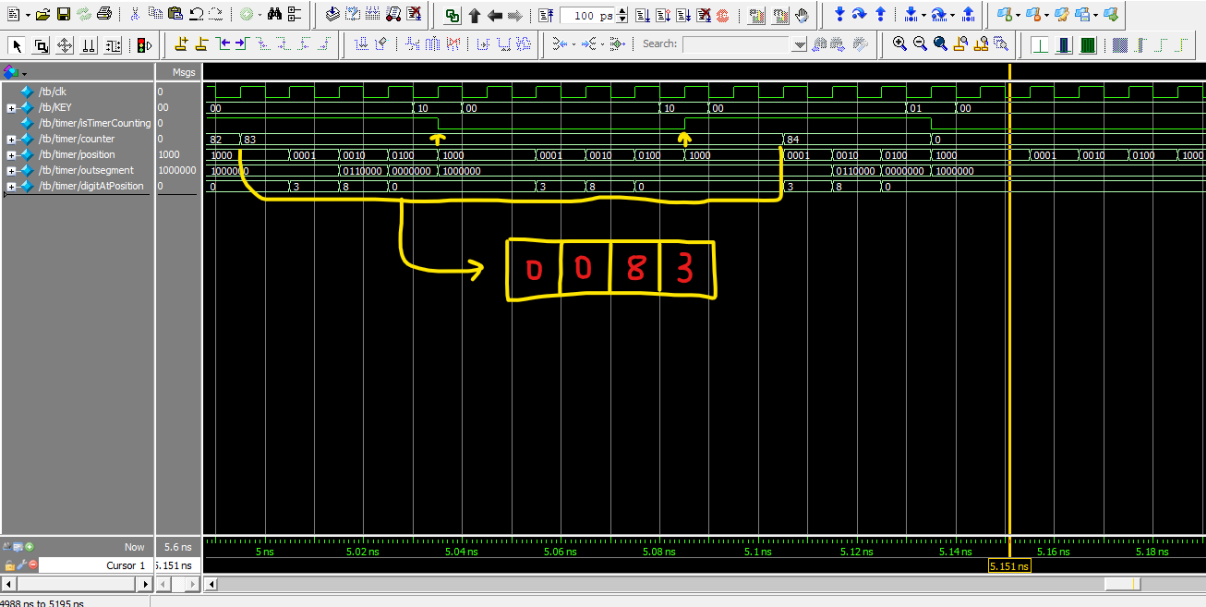 100 ps
Search:
Msgs
/tb/clk 0
/tb/KEY 00 00 10 00 10 00 01 00
/tb/timer/isTimerCounting 0
/tb/timer/counter 0 82 83 84 0
/tb/timer/position 1000 1000 0001 0010 0100 1000 0001 0010 0100 1000 0001 0010 0100 1000 0001 0010 0100 1000
/tb/timer/outsegment 1000000 1000000 0110000 0000000 1000000 0110000 0000000 1000000
/tb/timer/digitAtPosition 0 0 3 8 0 3 8 0 3 8 0
0 0 8 3
Now 5.6 ns 5 ns 5.02 ns 5.04 ns 5.06 ns 5.08 ns 5.1 ns 5.12 ns 5.14 ns 5.16 ns 5.18 ns
Cursor 1 5.151 ns 5.151 ns
4988 ps to 5195 ps